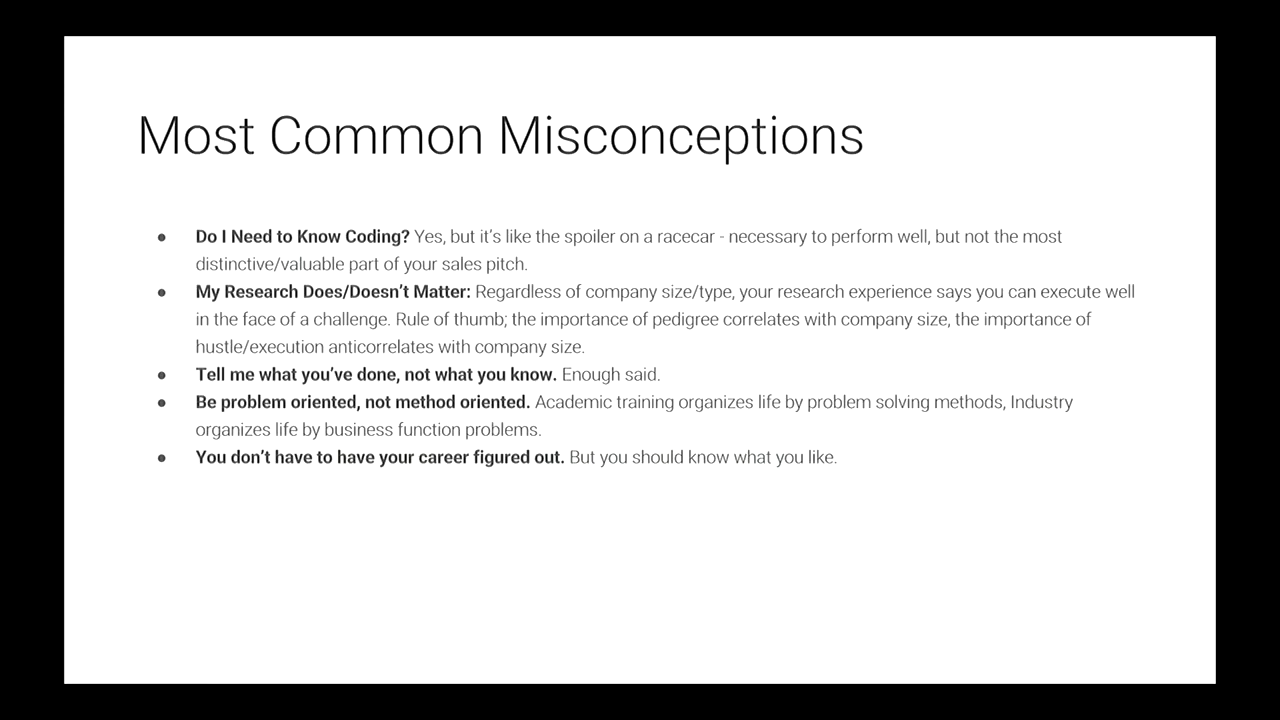 Most Common Misconceptions
● Do I Need to Know Coding? Yes, but it’s like the spoiler on a racecar - necessary to perform well, but not the most
distinctive/valuable part of your sales pitch.
● My Research Does/Doesn’t Matter: Regardless of company size/type, your research experience says you can execute well
in the face of a challenge. Rule of thumb; the importance of pedigree correlates with company size, the importance of
hustle/execution anticorrelates with company size.
● Tell me what you’ve done, not what you know. Enough said.
● Be problem oriented, not method oriented. Academic training organizes life by problem solving methods, Industry
organizes life by business function problems.
● You don’t have to have your career figured out. But you should know what you like.